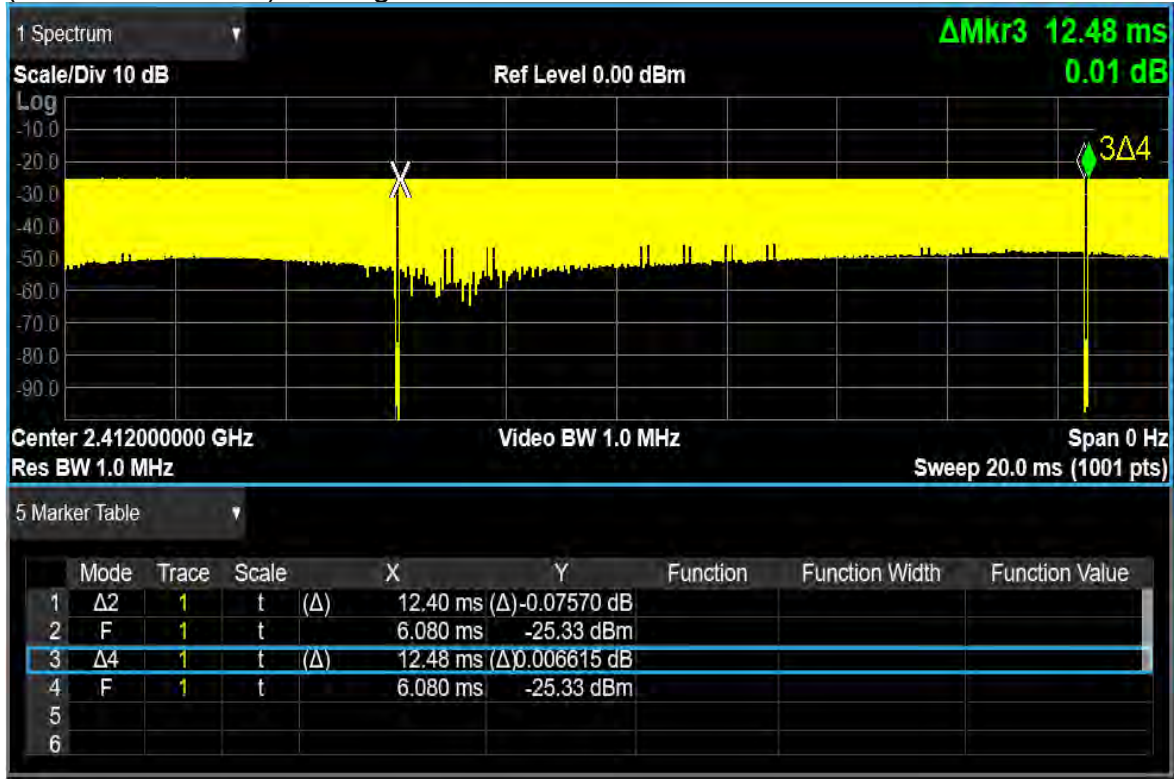 1 Spectrum ▼ ΔMkr3 12.48 ms
Scale/Div 10 dB Ref Level 0.00 dBm 0.01 dB
Log
-10.0
-20.0 3Δ4
-30.0
-40.0
-50.0
-60.0
-70.0
-80.0
-90.0
Center 2.412000000 GHz Video BW 1.0 MHz Span 0 Hz
Res BW 1.0 MHz Sweep 20.0 ms (1001 pts)
5 Marker Table ▼
Mode Trace Scale X Y Function Function Width Function Value
1 Δ2 1 t (Δ) 12.40 ms (Δ)-0.07570 dB
2 F 1 t 6.080 ms -25.33 dBm
3 Δ4 1 t (Δ) 12.48 ms (Δ)0.006615 dB
4 F 1 t 6.080 ms -25.33 dBm
5
6